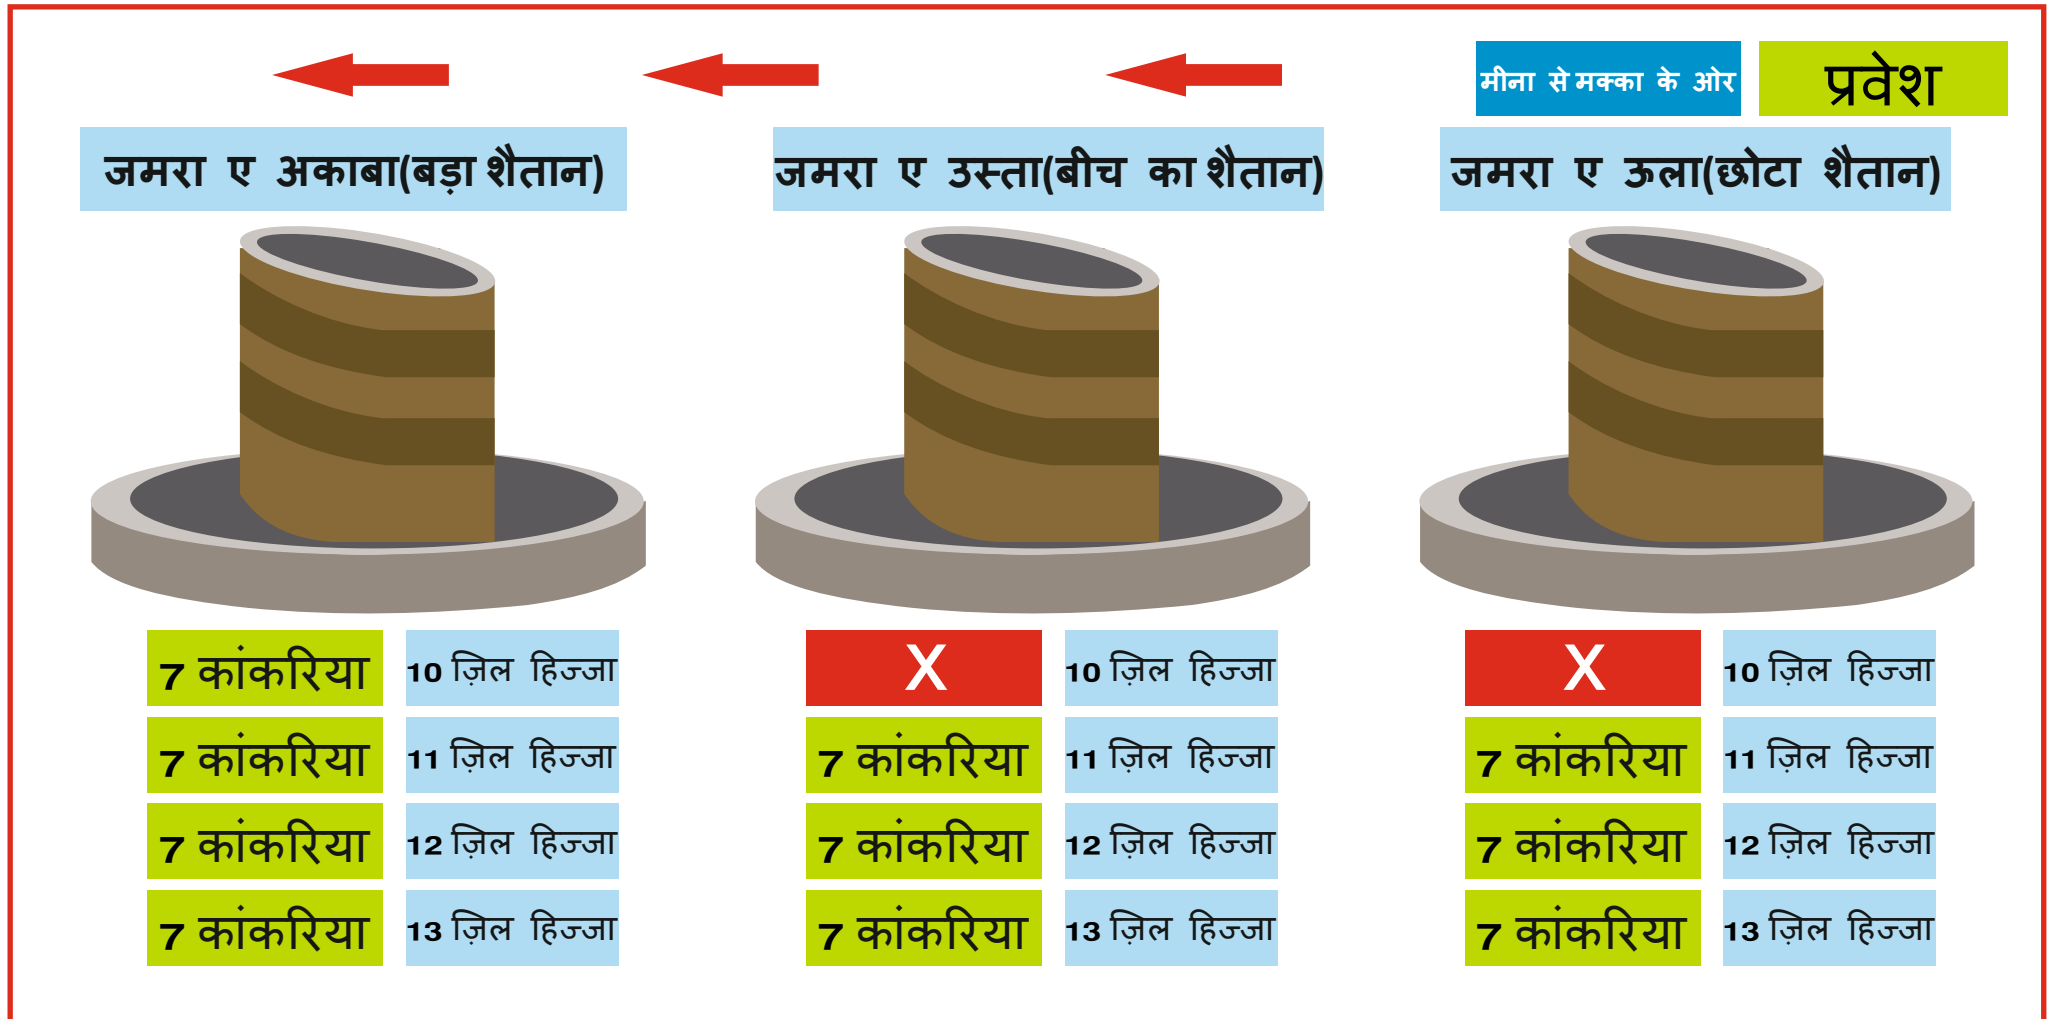 मीना से मक्का के ओर
प्रवेश
जमरा ए अकाबा(बड़ा शैतान)
जमरा ए उस्ता(बीच का शैतान)
जमरा ए ऊला(छोटा शैतान)
7 कांकरिया 10 ज़िल हिज्जा
7 कांकरिया 11 ज़िल हिज्जा
7 कांकरिया 12 ज़िल हिज्जा
7 कांकरिया 13 ज़िल हिज्जा
X 10 ज़िल हिज्जा
7 कांकरिया 11 ज़िल हिज्जा
7 कांकरिया 12 ज़िल हिज्जा
7 कांकरिया 13 ज़िल हिज्जा
X 10 ज़िल हिज्जा
7 कांकरिया 11 ज़िल हिज्जा
7 कांकरिया 12 ज़िल हिज्जा
7 कांकरिया 13 ज़िल हिज्जा